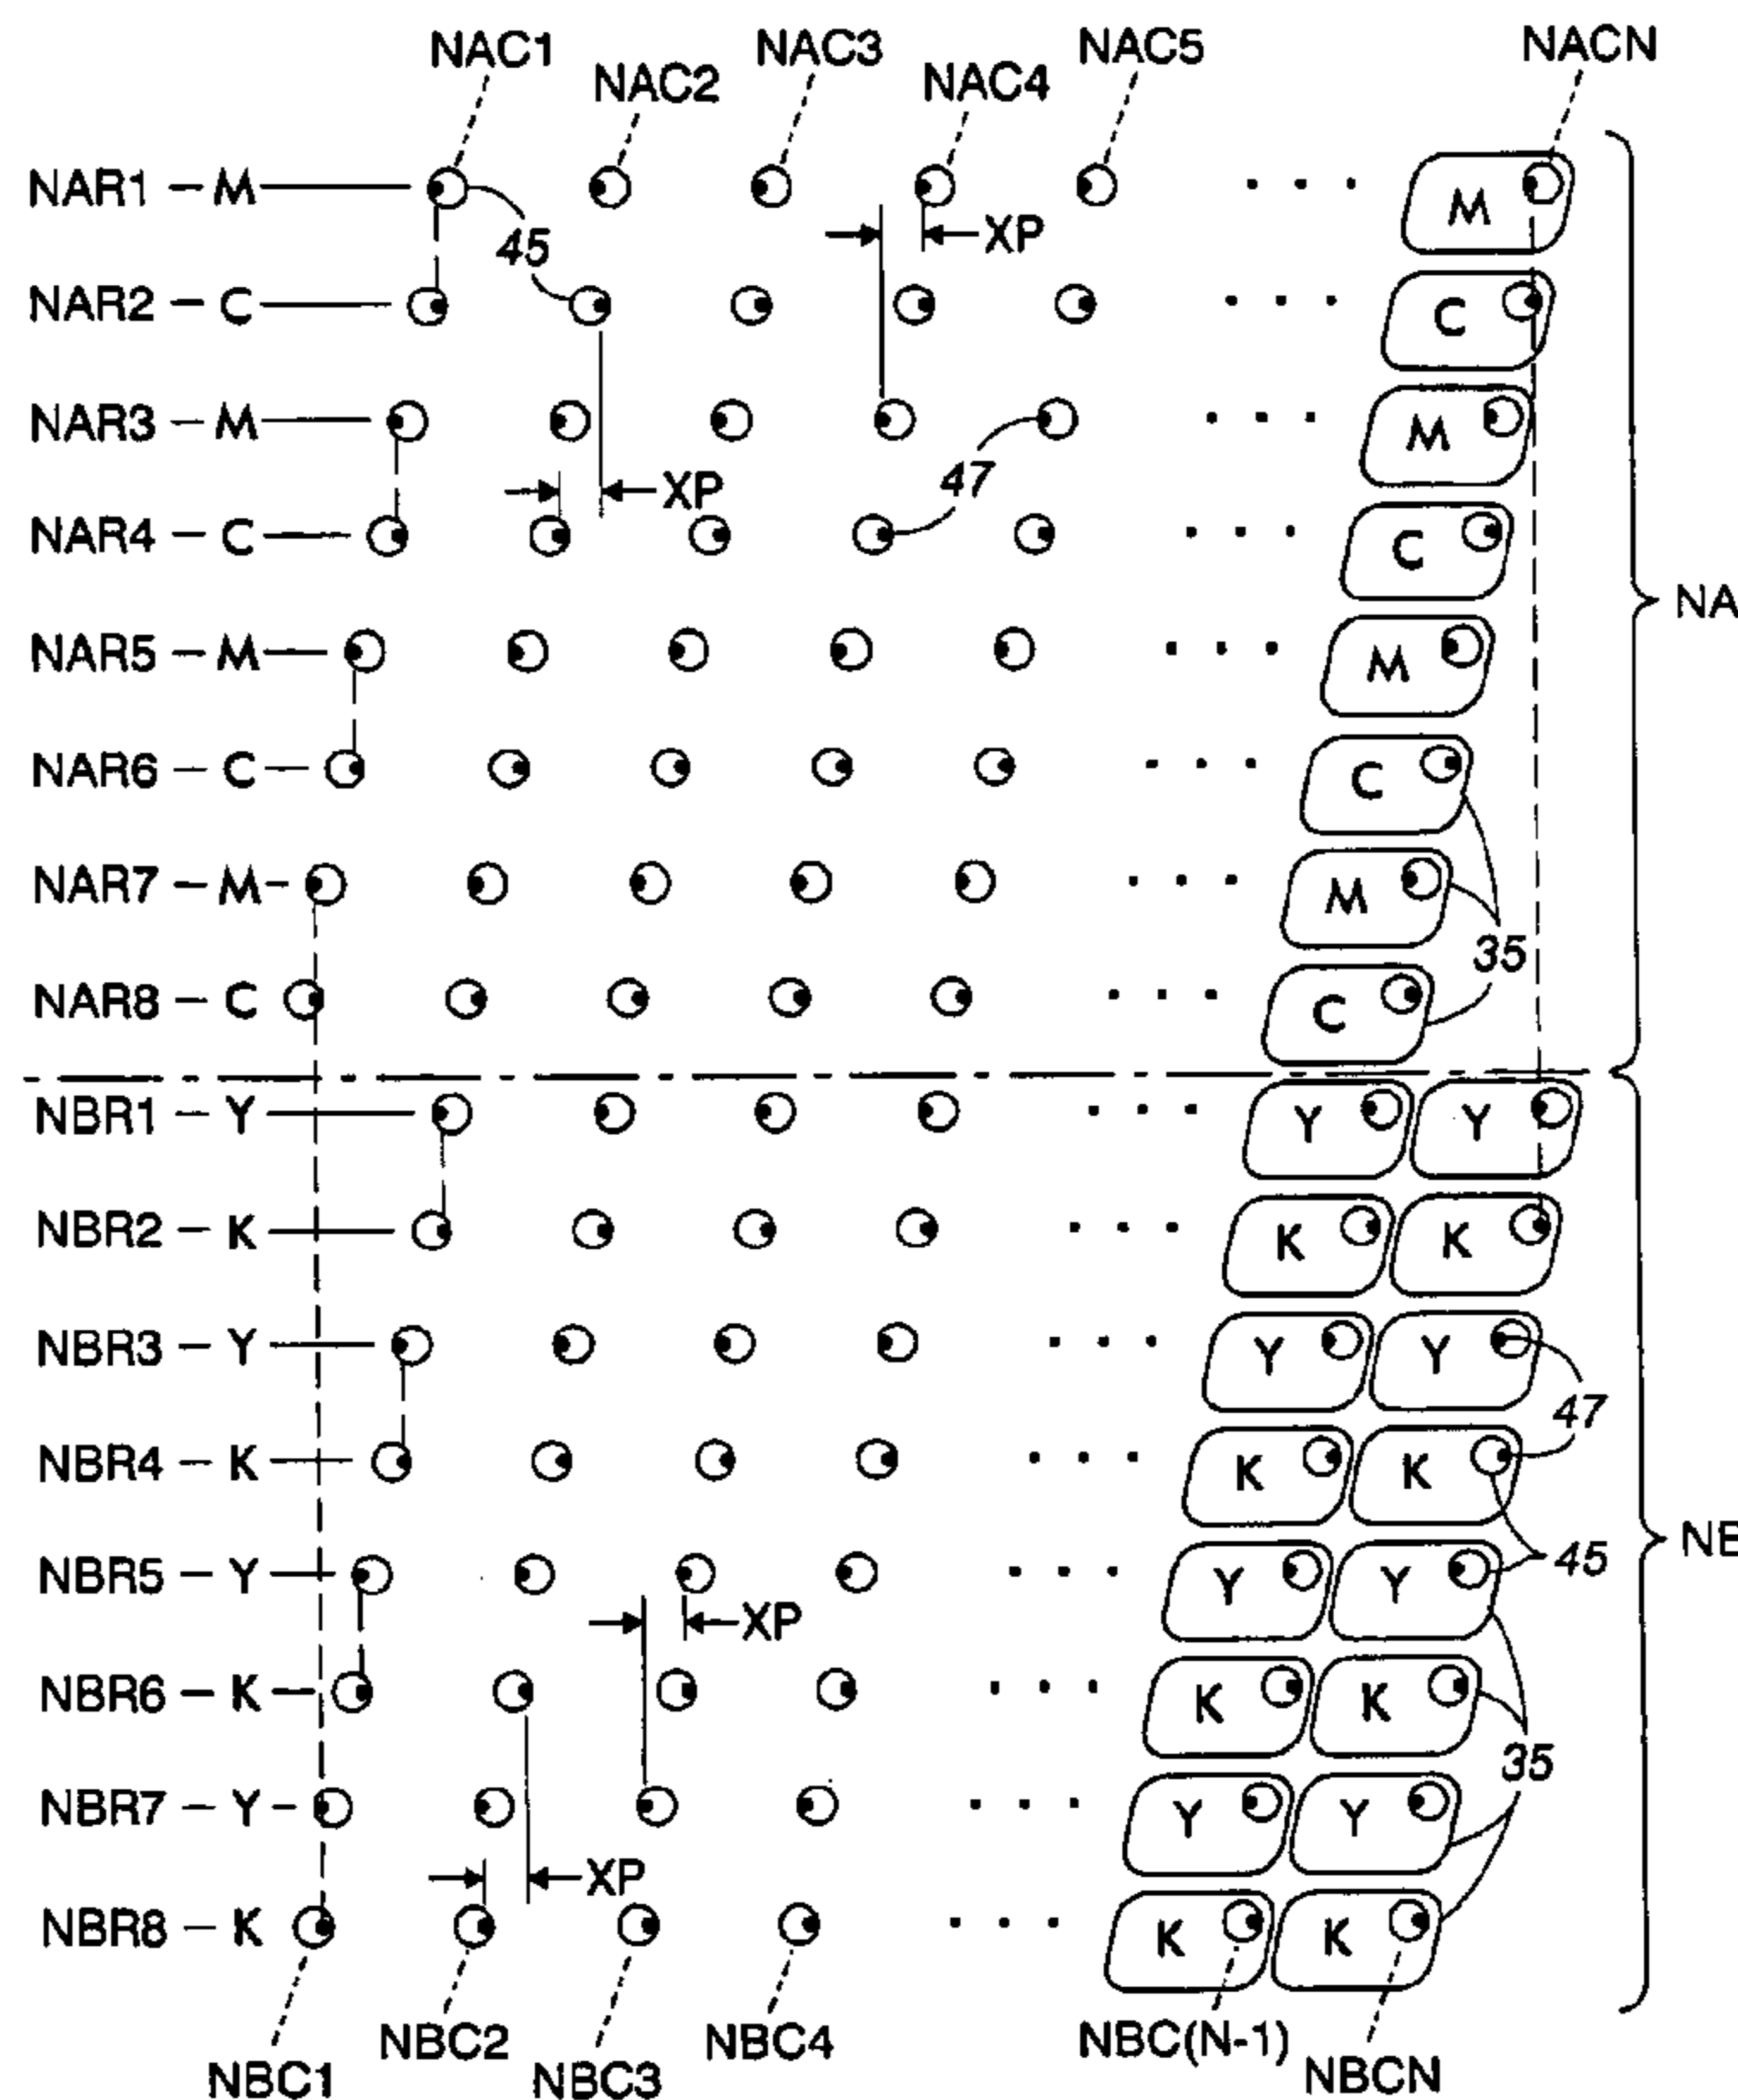 NAC1 NAC3 NAC5 NACN
NAC2 NAC4
NAR1 – M M
45 XP
NAR2 – C C
NAR3 – M M
XP 47
NAR4 – C C
NA
NAR5 – M M
NAR6 – C C
NAR7 – M M
35
NAR8 – C C
NBR1 – Y Y Y
NBR2 – K K K
NBR3 – Y Y Y
47
NBR4 – K K K
NB
NBR5 – Y Y Y 45
XP
NBR6 – K K K
35
NBR7 – Y Y Y
XP
NBR8 – K K K
NBC2 NBC4 NBC(N-1)
NBC1 NBC3 NBCN